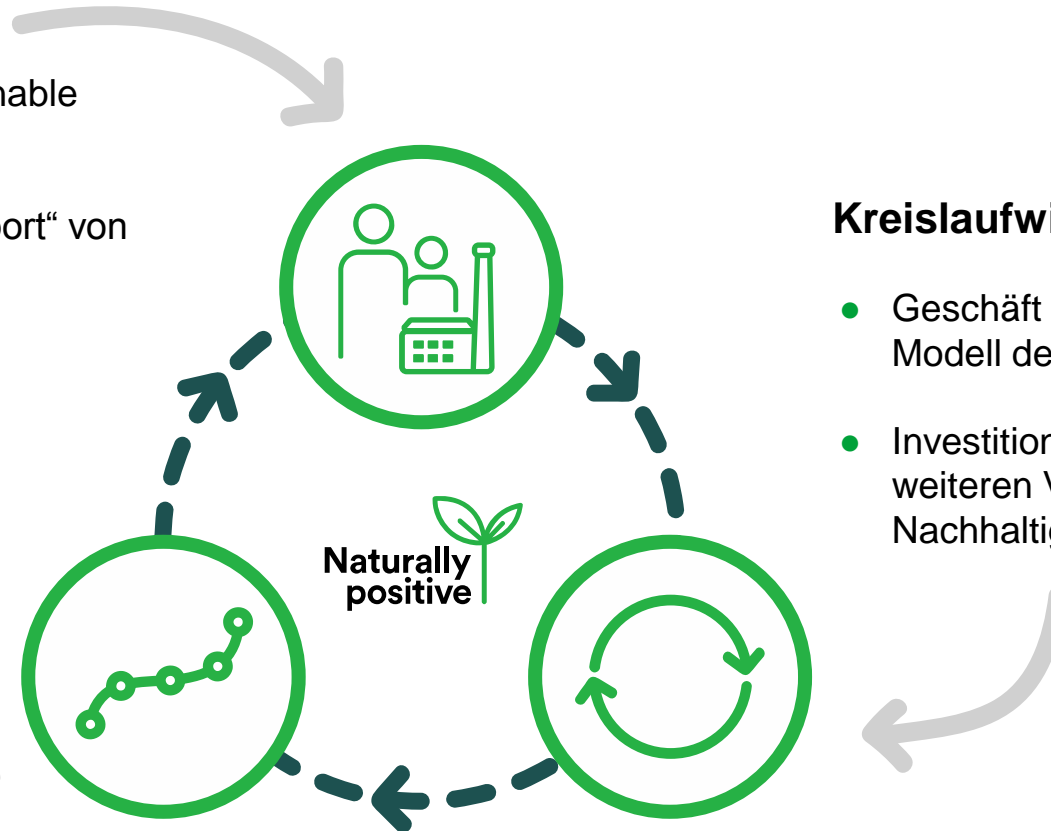 nable
ort“ von
Kreislaufwi
● Geschäft
Modell de
● Investition
weiteren V
Nachhaltig
Naturally
positive